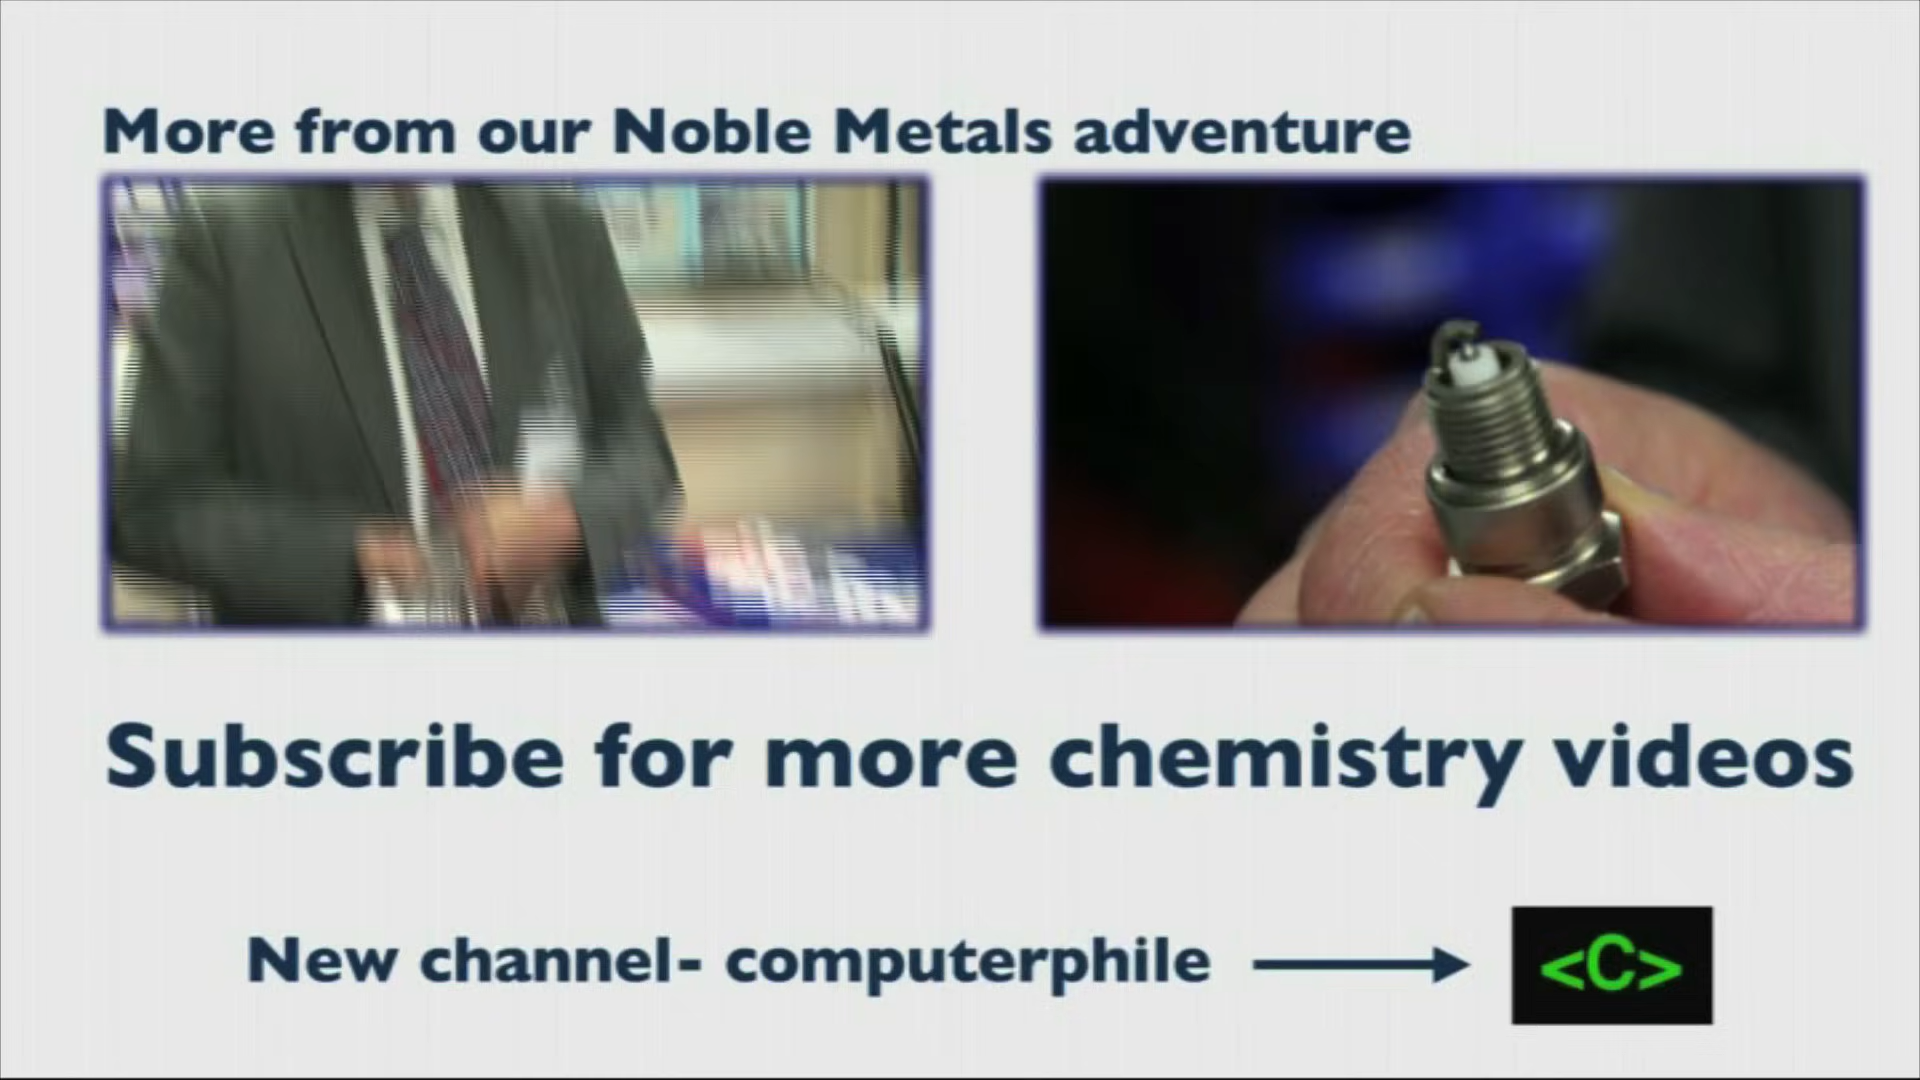 More from our Noble Metals adventure
Subscribe for more chemistry videos
New channel- computerphile
<C>